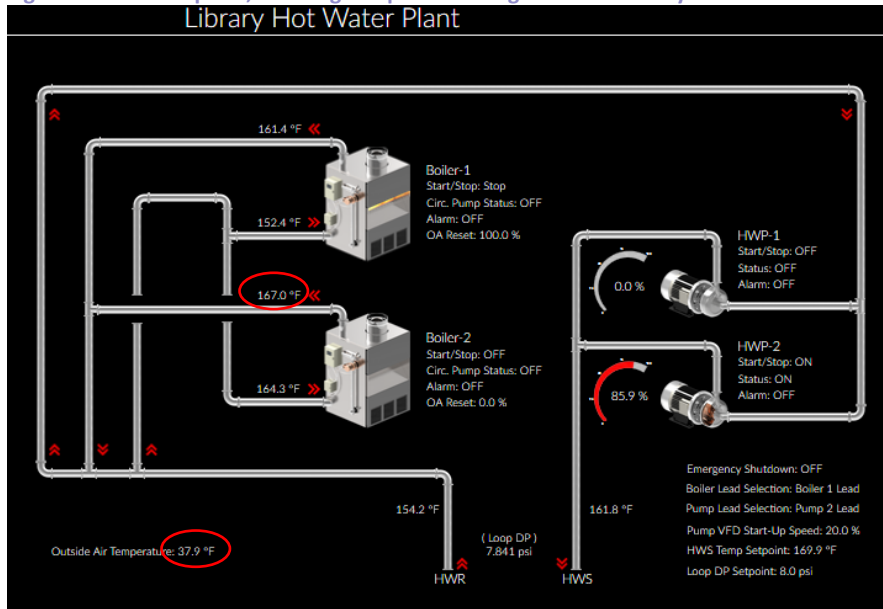 Library Hot Water Plant
161.4 °F
Boiler-1
Start/Stop: Stop
Circ. Pump Status: OFF
Alarm: OFF
OA Reset: 100.0 %
152.4 °F
HWP-1
Start/Stop: OFF
Status: OFF
Alarm: OFF
0.0 %
167.0 °F
Boiler-2
Start/Stop: OFF
Circ. Pump Status: OFF
Alarm: OFF
OA Reset: 0.0 %
164.3 °F
HWP-2
Start/Stop: ON
Status: ON
Alarm: OFF
85.9 %
Emergency Shutdown: OFF
Boiler Lead Selection: Boiler 1 Lead
Pump Lead Selection: Pump 2 Lead
Pump VFD Start-Up Speed: 20.0 %
HWS Temp Setpoint: 169.9 °F
Loop DP Setpoint: 8.0 psi
154.2 °F
161.8 °F
( Loop DP )
7.841 psi
Outside Air Temperature: 37.9 °F
HWR
HWS